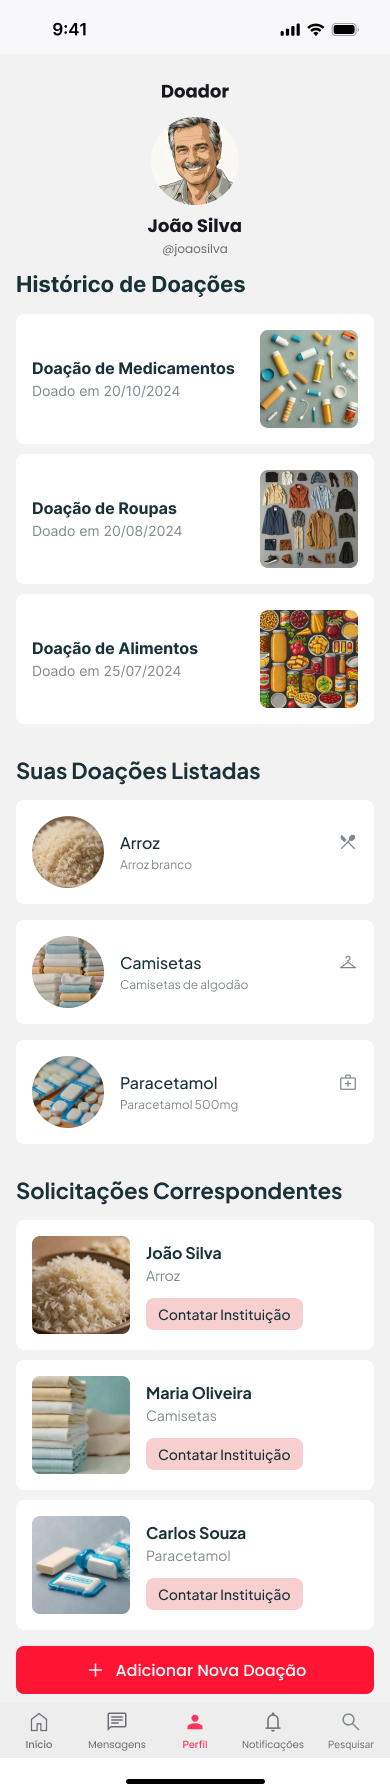 9:41
Doador
João Silva
@joaosilva
Histórico de Doações
Doação de Medicamentos
Doado em 20/10/2024
Doação de Roupas
Doado em 20/08/2024
Doação de Alimentos
Doado em 25/07/2024
Suas Doações Listadas
Arroz
Arroz branco
Camisetas
Camisetas de algodão
Paracetamol
Paracetamol 500mg
Solicitações Correspondentes
João Silva
Arroz
Contatar Instituição
Maria Oliveira
Camisetas
Contatar Instituição
Carlos Souza
Paracetamol
Contatar Instituição
+ Adicionar Nova Doação
Início Mensagens Perfil Notificações Pesquisar